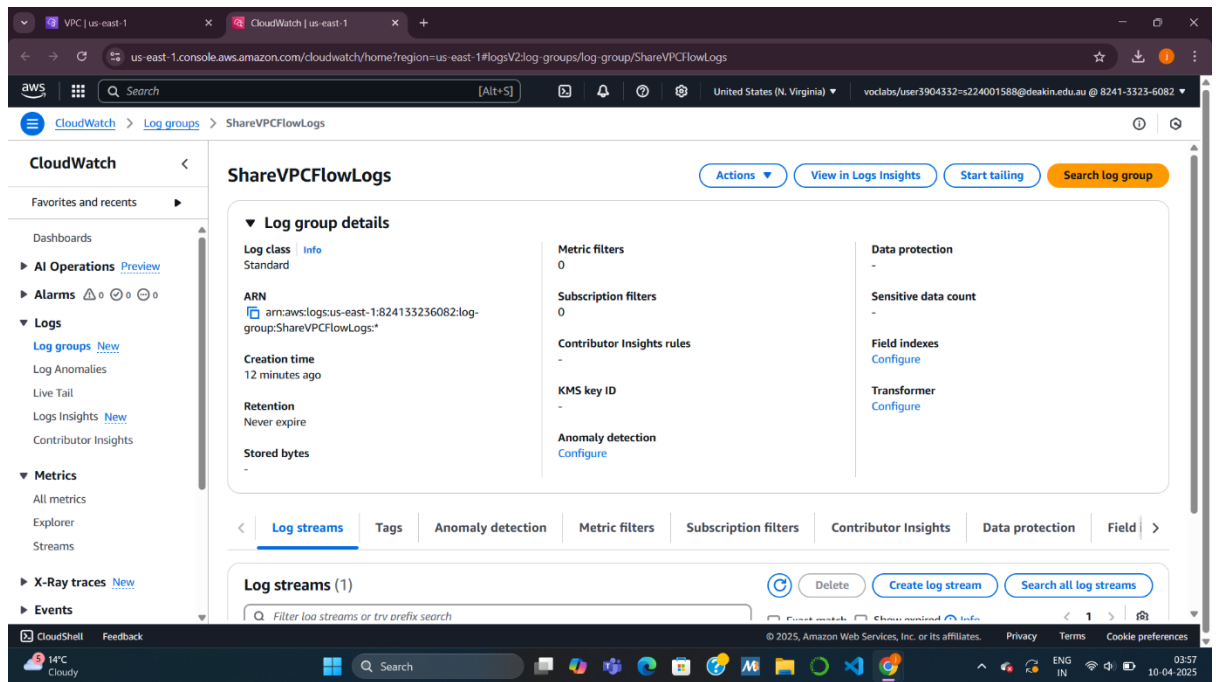 VPC | us-east-1
CloudWatch | us-east-1
us-east-1.console.aws.amazon.com/cloudwatch/home?region=us-east-1#logsV2:log-groups/log-group/ShareVPCFlowLogs
aws
Search [Alt+S]
United States (N. Virginia)
voclabs/user3904332=s224001588@deakin.edu.au @ 8241-3323-6082
CloudWatch > Log groups > ShareVPCFlowLogs
CloudWatch
Favorites and recents
Dashboards
AI Operations Preview
Alarms 0 0 0
Logs
Log groups New
Log Anomalies
Live Tail
Logs Insights New
Contributor Insights
Metrics
All metrics
Explorer
Streams
X-Ray traces New
Events
ShareVPCFlowLogs
Actions
View in Logs Insights
Start tailing
Search log group
Log group details
Log class Info
Standard
ARN
arn:aws:logs:us-east-1:824133236082:log-
group:ShareVPCFlowLogs:*
Creation time
12 minutes ago
Retention
Never expire
Stored bytes
-
Metric filters
0
Subscription filters
0
Contributor Insights rules
-
KMS key ID
-
Anomaly detection
Configure
Data protection
-
Sensitive data count
-
Field indexes
Configure
Transformer
Configure
Log streams
Tags
Anomaly detection
Metric filters
Subscription filters
Contributor Insights
Data protection
Field i
Log streams (1)
Delete
Create log stream
Search all log streams
Filter log streams or try prefix search
Exact match
Show expired
Info
1
CloudShell
Feedback
© 2025, Amazon Web Services, Inc. or its affiliates.
Privacy
Terms
Cookie preferences
5
14°C
Cloudy
Search
ENG
IN
03:57
10-04-2025